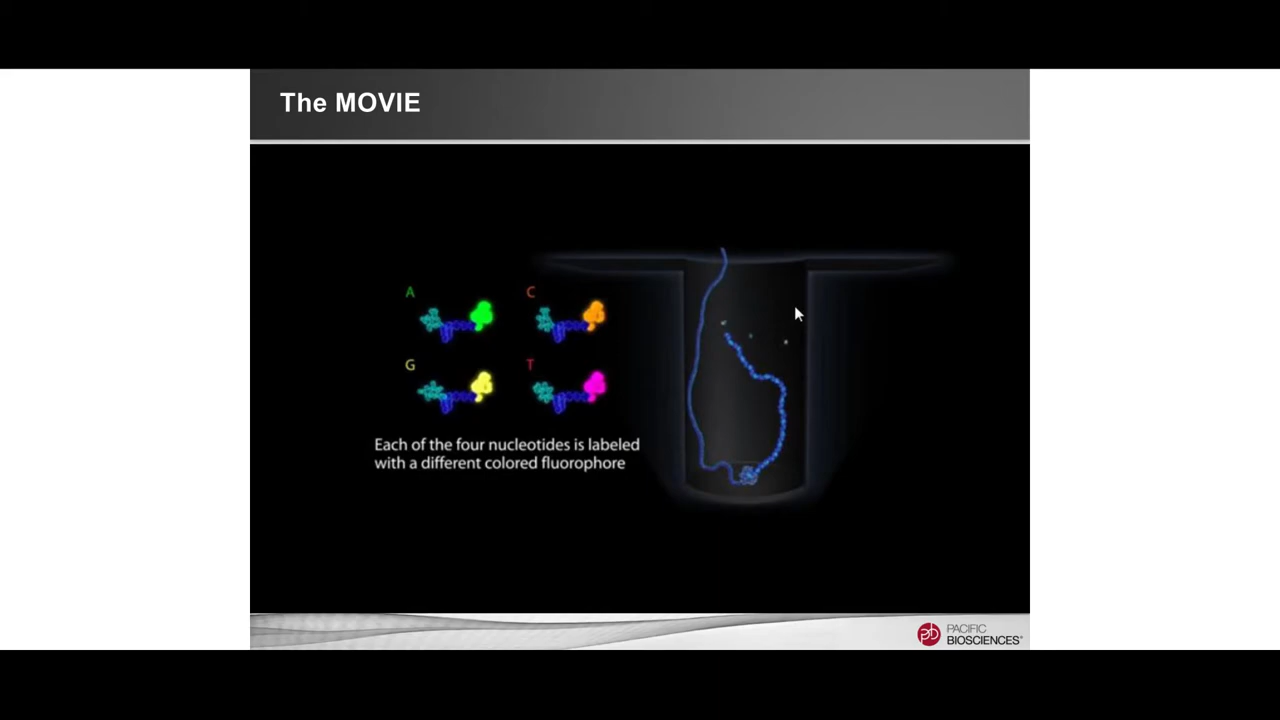 The MOVIE
A
C
G
T
Each of the four nucleotides is labeled
with a different colored fluorophore
PACIFIC
BIOSCIENCES®